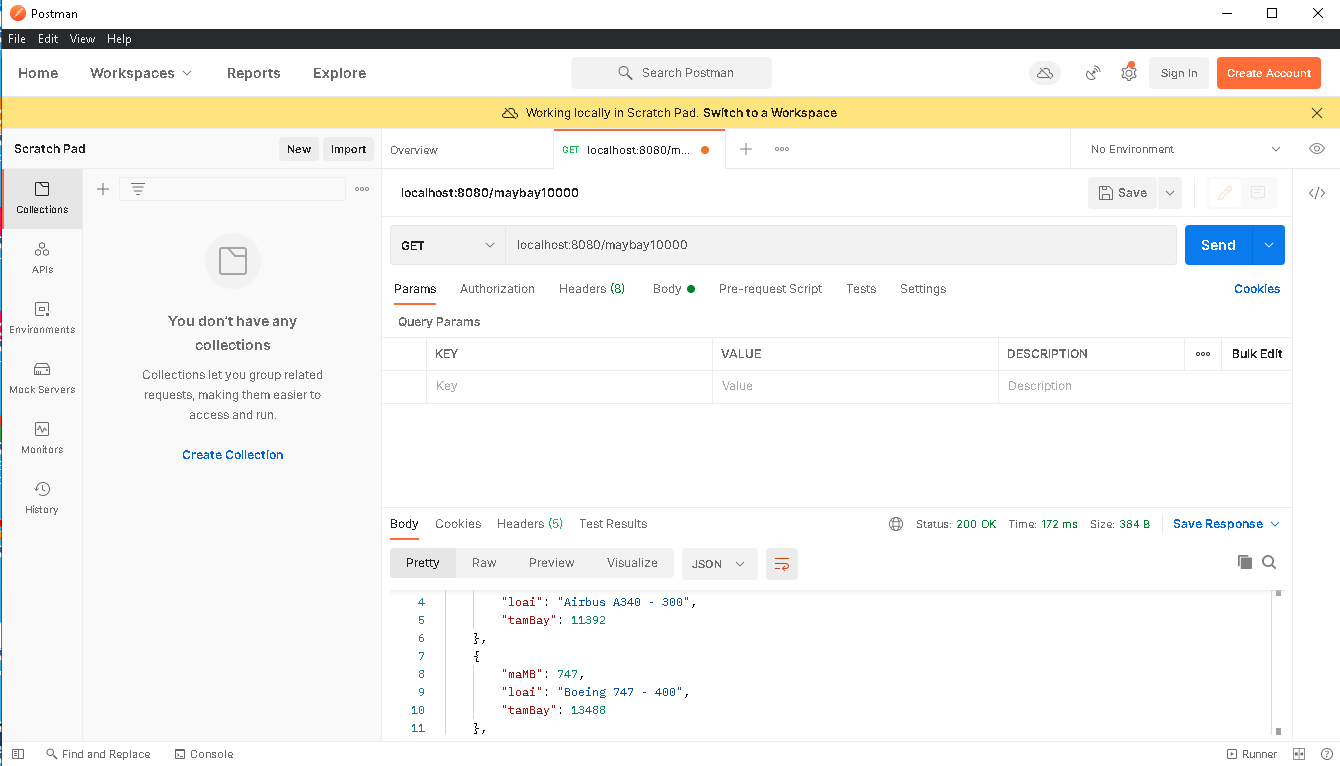 Postman
File Edit View Help
Home Workspaces Reports Explore Search Postman Sign In Create Account
Working locally in Scratch Pad. Switch to a Workspace
Scratch Pad New Import Overview GET localhost:8080/m... No Environment
localhost:8080/maybay10000 Save
Collections
GET localhost:8080/maybay10000 Send
APIs
Params Authorization Headers (8) Body Pre-request Script Tests Settings Cookies
Environments
You don't have any
collections
Query Params
KEY VALUE DESCRIPTION Bulk Edit
Key Value Description
Mock Servers
Collections let you group related
requests, making them easier to
access and run.
Monitors
Create Collection
History
Body Cookies Headers (5) Test Results Status: 200 OK Time: 172 ms Size: 384 B Save Response
Pretty Raw Preview Visualize JSON
4 "loai": "Airbus A340 - 300",
5 "tamBay": 11392
6 },
7 {
8 "maMB": 747,
9 "loai": "Boeing 747 - 400",
10 "tamBay": 13488
11 },
Find and Replace Console Runner